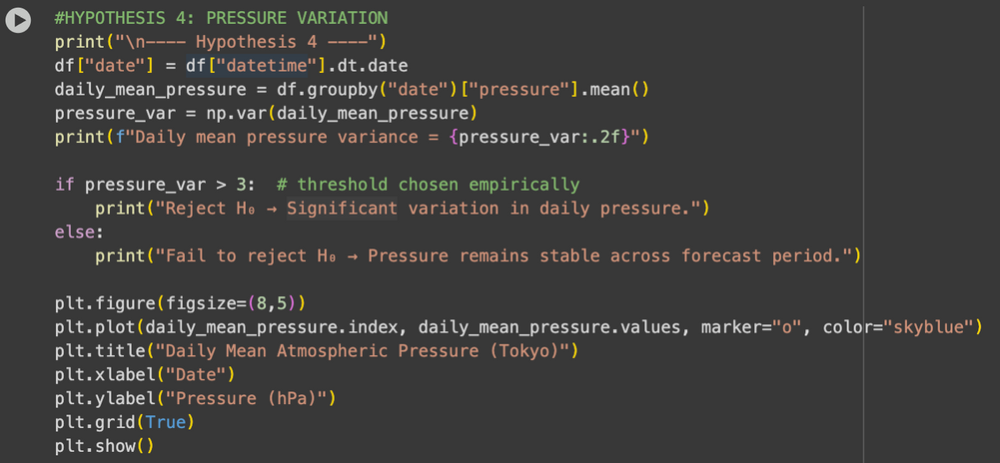 #HYPOTHESIS 4: PRESSURE VARIATION
print("\n---- Hypothesis 4 ----")
df["date"] = df["datetime"].dt.date
daily_mean_pressure = df.groupby("date")["pressure"].mean()
pressure_var = np.var(daily_mean_pressure)
print(f"Daily mean pressure variance = {pressure_var:.2f}")

if pressure_var > 3:  # threshold chosen empirically
    print("Reject H₀ → Significant variation in daily pressure.")
else:
    print("Fail to reject H₀ → Pressure remains stable across forecast period.")

plt.figure(figsize=(8,5))
plt.plot(daily_mean_pressure.index, daily_mean_pressure.values, marker="o", color="skyblue")
plt.title("Daily Mean Atmospheric Pressure (Tokyo)")
plt.xlabel("Date")
plt.ylabel("Pressure (hPa)")
plt.grid(True)
plt.show()